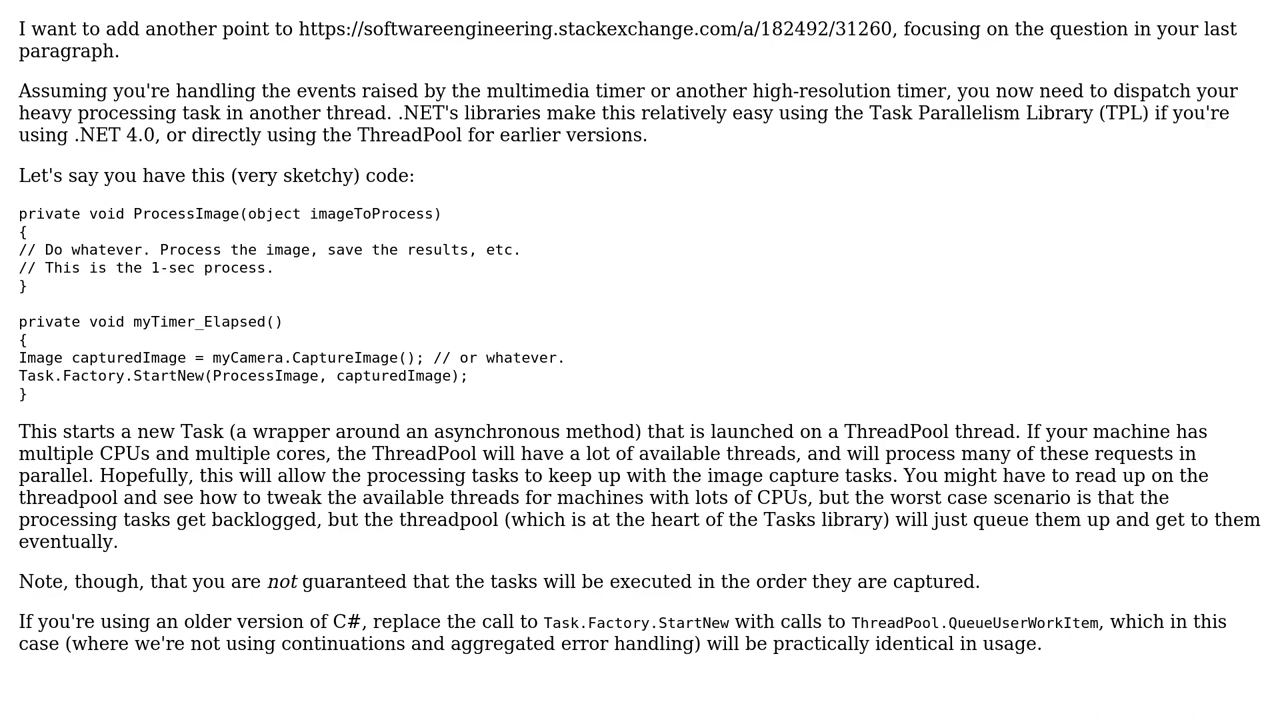 I want to add another point to https://softwareengineering.stackexchange.com/a/182492/31260, focusing on the question in your last
paragraph.
Assuming you're handling the events raised by the multimedia timer or another high-resolution timer, you now need to dispatch your
heavy processing task in another thread. .NET's libraries make this relatively easy using the Task Parallelism Library (TPL) if you're
using .NET 4.0, or directly using the ThreadPool for earlier versions.
Let's say you have this (very sketchy) code:
private void ProcessImage(object imageToProcess)
{
// Do whatever. Process the image, save the results, etc.
// This is the 1-sec process.
}
private void myTimer_Elapsed()
{
Image capturedImage = myCamera.CaptureImage(); // or whatever.
Task.Factory.StartNew(ProcessImage, capturedImage);
}
This starts a new Task (a wrapper around an asynchronous method) that is launched on a ThreadPool thread. If your machine has
multiple CPUs and multiple cores, the ThreadPool will have a lot of available threads, and will process many of these requests in
parallel. Hopefully, this will allow the processing tasks to keep up with the image capture tasks. You might have to read up on the
threadpool and see how to tweak the available threads for machines with lots of CPUs, but the worst case scenario is that the
processing tasks get backlogged, but the threadpool (which is at the heart of the Tasks library) will just queue them up and get to them
eventually.
Note, though, that you are not guaranteed that the tasks will be executed in the order they are captured.
If you're using an older version of C#, replace the call to Task.Factory.StartNew with calls to ThreadPool.QueueUserWorkItem, which in this
case (where we're not using continuations and aggregated error handling) will be practically identical in usage.